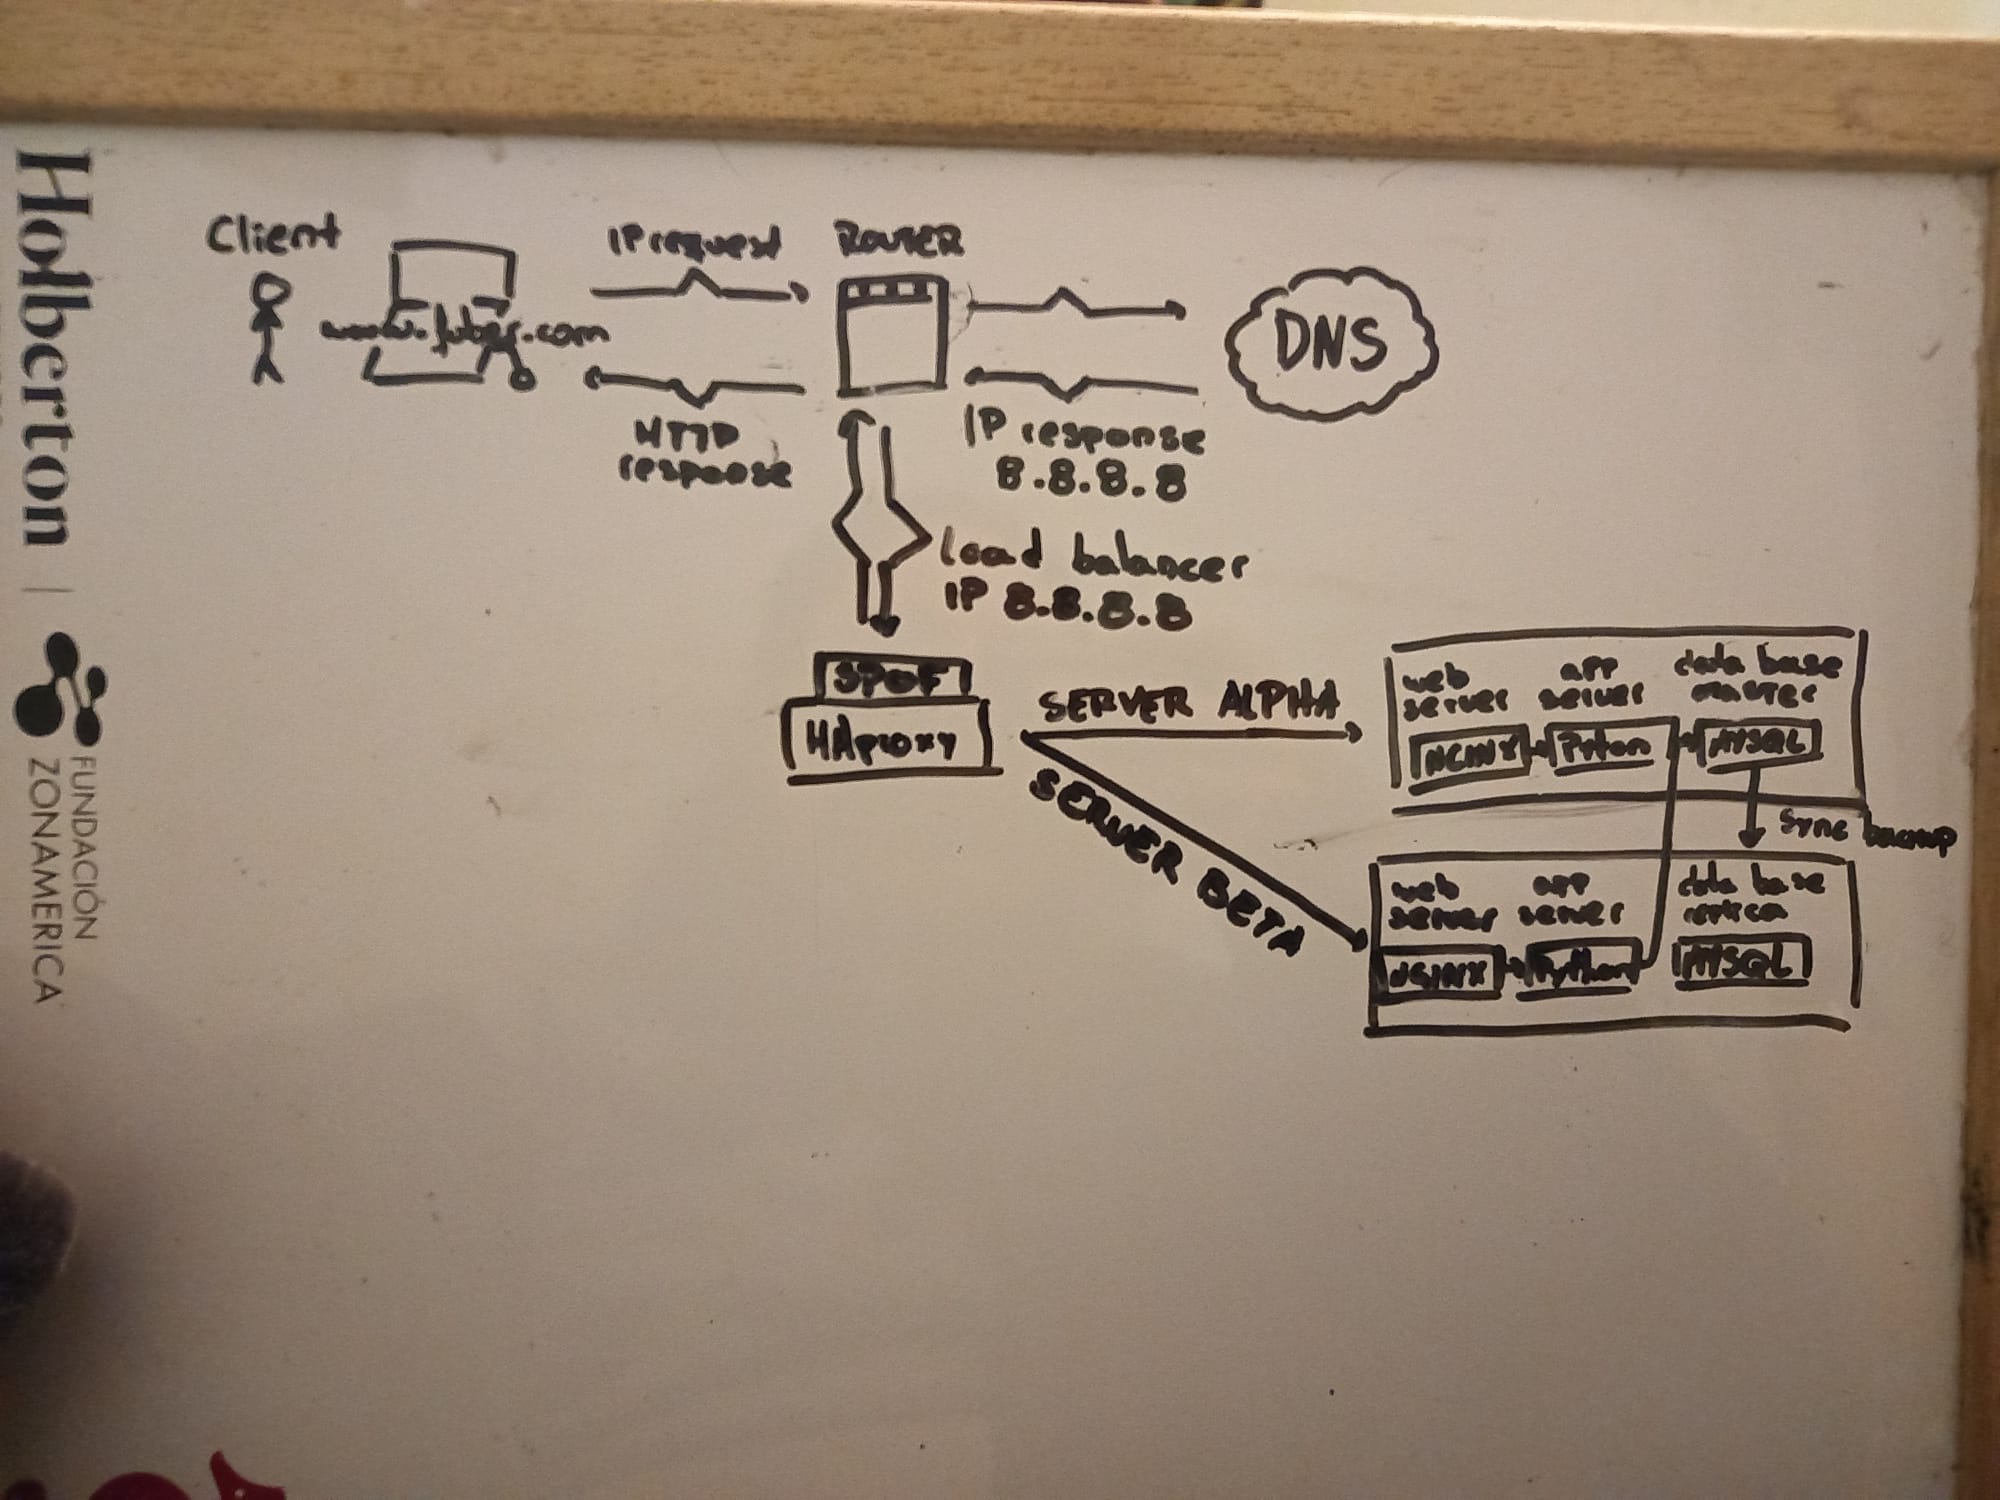 Holberton
FUNDACIÓN
ZONAMERICA
Client
www.fuber.com
IP request
ROUTER
DNS
HTTP
response
IP response
8.8.8.8
load balancer
IP 8.8.8.8
SPOF
HAproxy
SERVER ALPHA
SERVER BETA
web
server
app
server
data base
master
NGINX
Pyton
MYSQL
sync backup
web
server
app
server
data base
replica
NGINX
Python
MYSQL